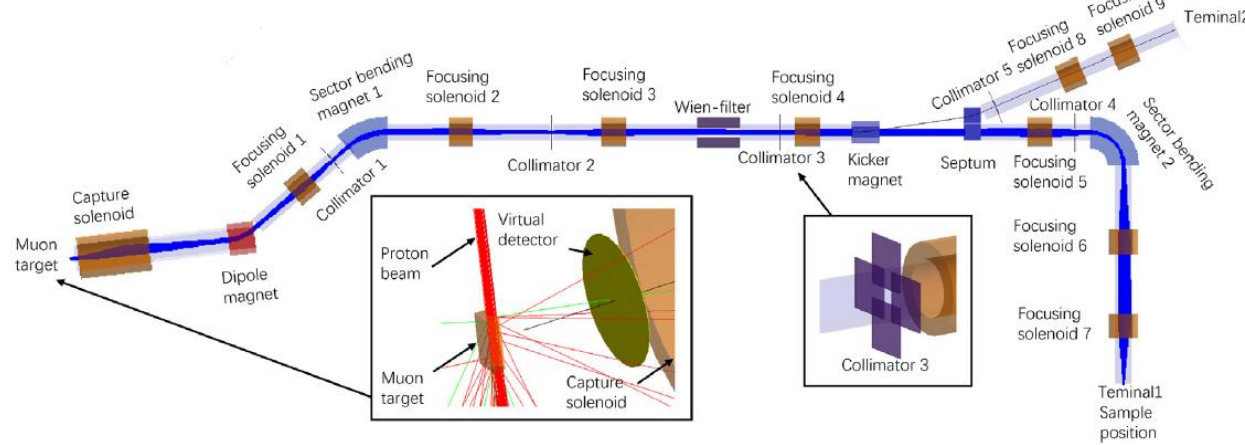 Muon
target
Capture
solenoid
Dipole
magnet
Focusing
solenoid 1
Collimator 1
Sector bending
magnet 1
Focusing
solenoid 2
Collimator 2
Focusing
solenoid 3
Wien-filter
Collimator 3
Focusing
solenoid 4
Kicker
magnet
Septum
Collimator 5
Focusing
solenoid 8
Focusing
solenoid 9
Teminal2
Focusing
solenoid 5
Collimator 4
Sector bending
magnet 2
Focusing
solenoid 6
Focusing
solenoid 7
Teminal1
Sample
position
Proton
beam
Virtual
detector
Muon
target
Capture
solenoid
Collimator 3